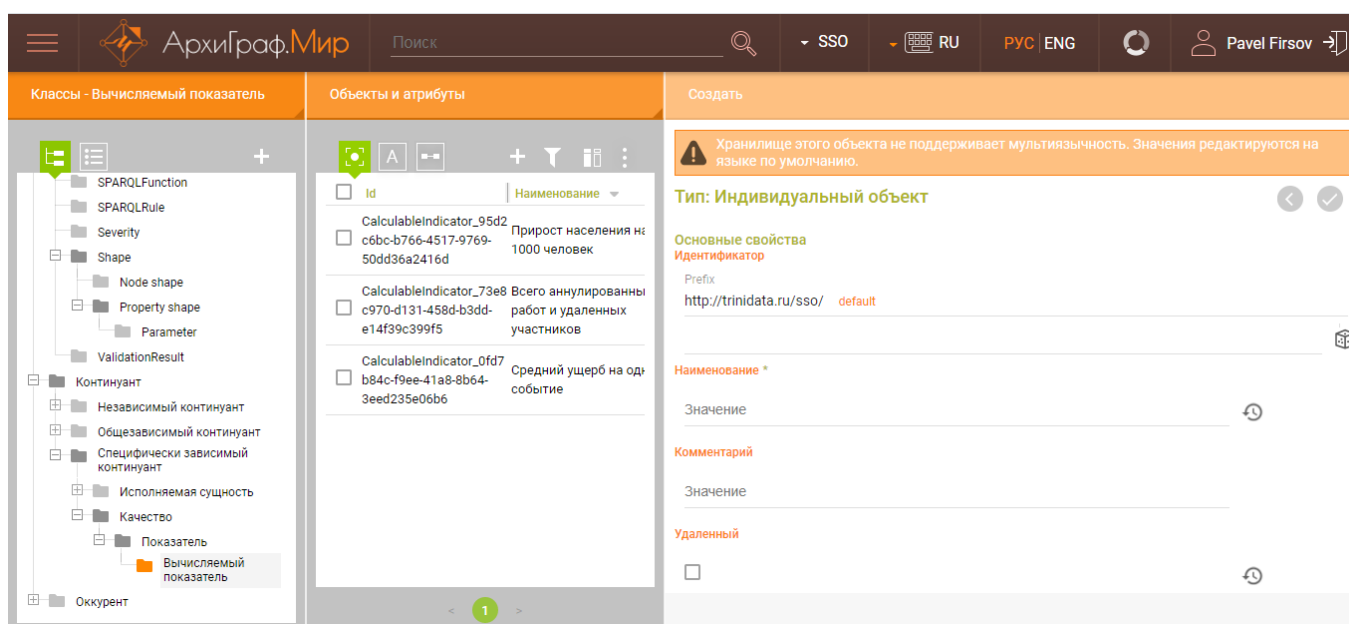 АрхиГраф.Мир
Поиск
SSO
RU
РУС | ENG
Pavel Firsov
Классы - Вычисляемый показатель
Объекты и атрибуты
Создать
SPARQLFunction
SPARQLRule
Severity
Shape
Node shape
Property shape
Parameter
ValidationResult
Континуант
Независимый континуант
Общезависимый континуант
Специфически зависимый
континуант
Исполняемая сущность
Качество
Показатель
Вычисляемый
показатель
Оккурент
A
Id
Наименование
CalculableIndicator_95d2
c6bc-b766-4517-9769-
50dd36a2416d
Прирост населения на
1000 человек
CalculableIndicator_73e8
c970-d131-458d-b3dd-
e14f39c399f5
Всего аннулированны
работ и удаленных
участников
CalculableIndicator_0fd7
b84c-f9ee-41a8-8b64-
3eed235e06b6
Средний ущерб на одн
событие
< 1 >
Хранилище этого объекта не поддерживает мультиязычность. Значения редактируются на
языке по умолчанию.
Тип: Индивидуальный объект
Основные свойства
Идентификатор
Prefix
http://trinidata.ru/sso/ default
Наименование *
Значение
Комментарий
Значение
Удаленный